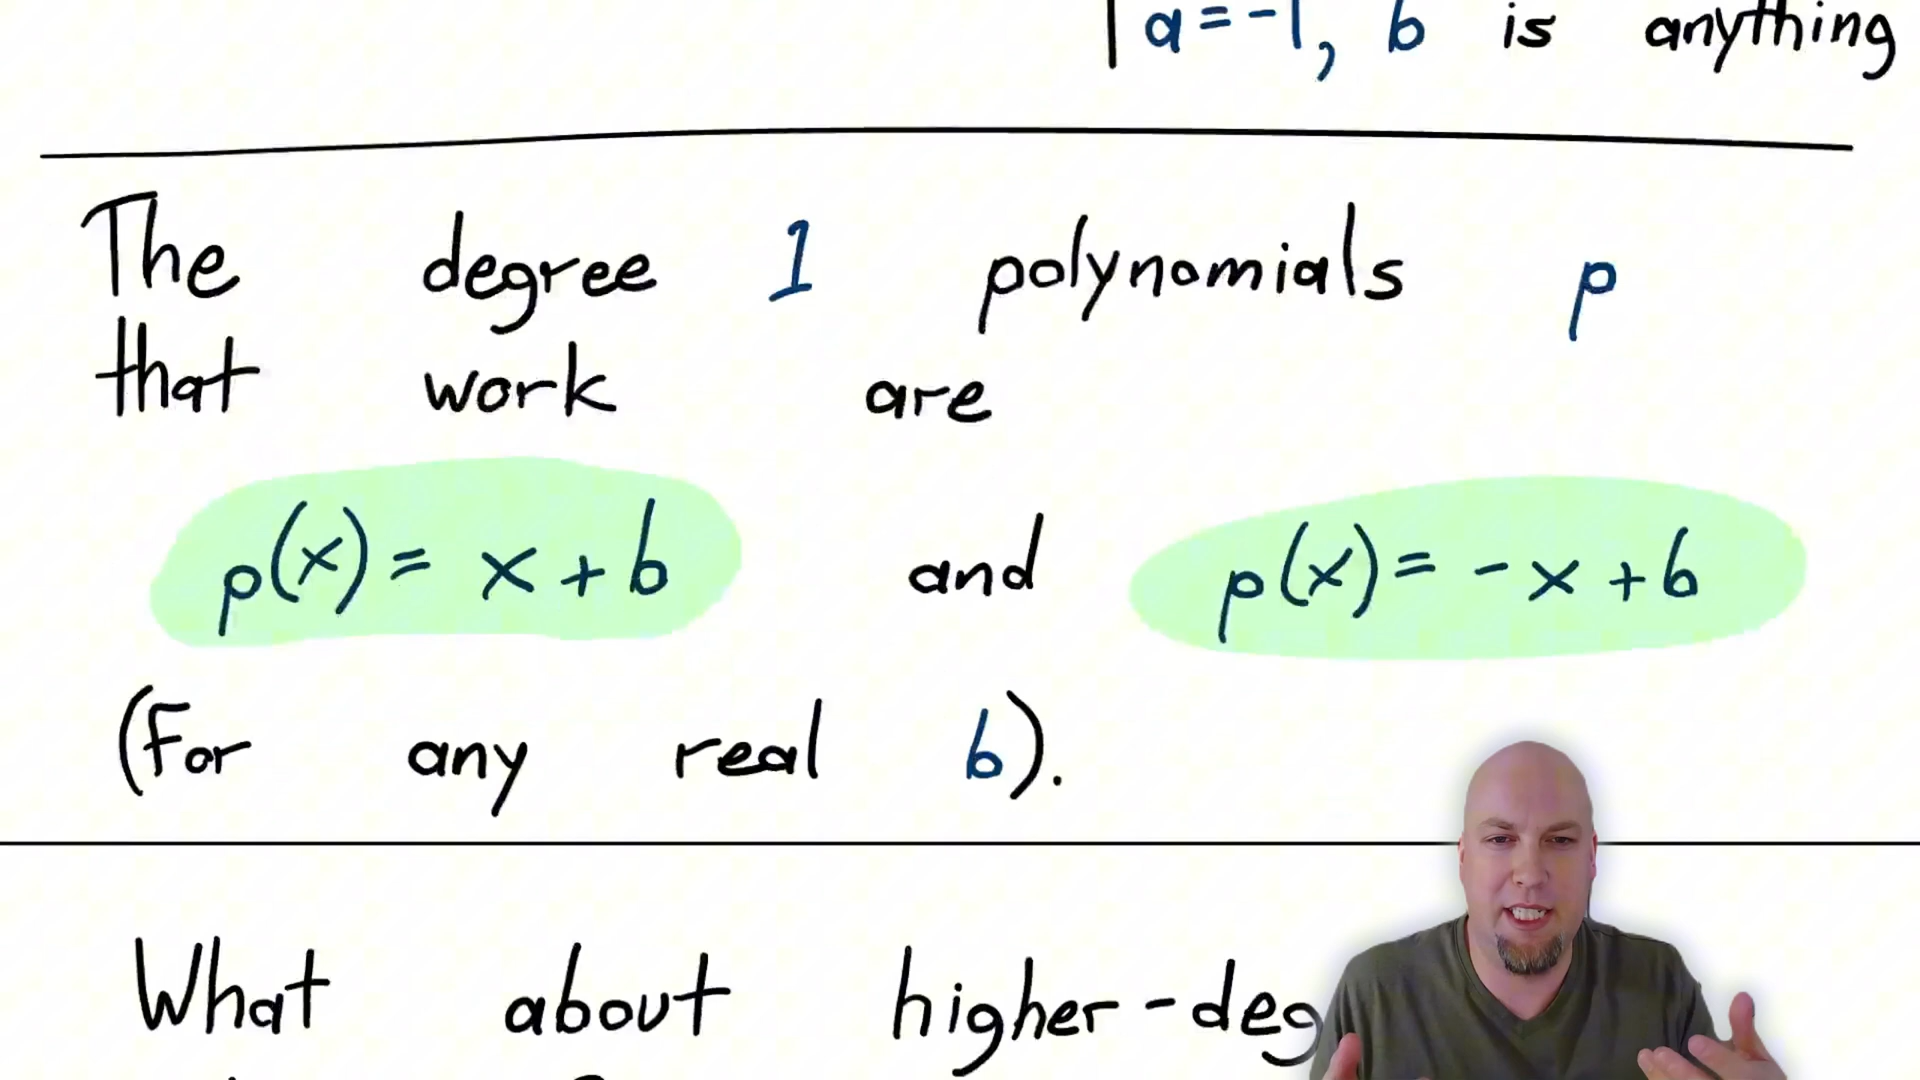 a=-1, b is anything
The degree 1 polynomials p
that work are
p(x) = x+b and p(x) = -x+b
(For any real b).
What about higher-deg